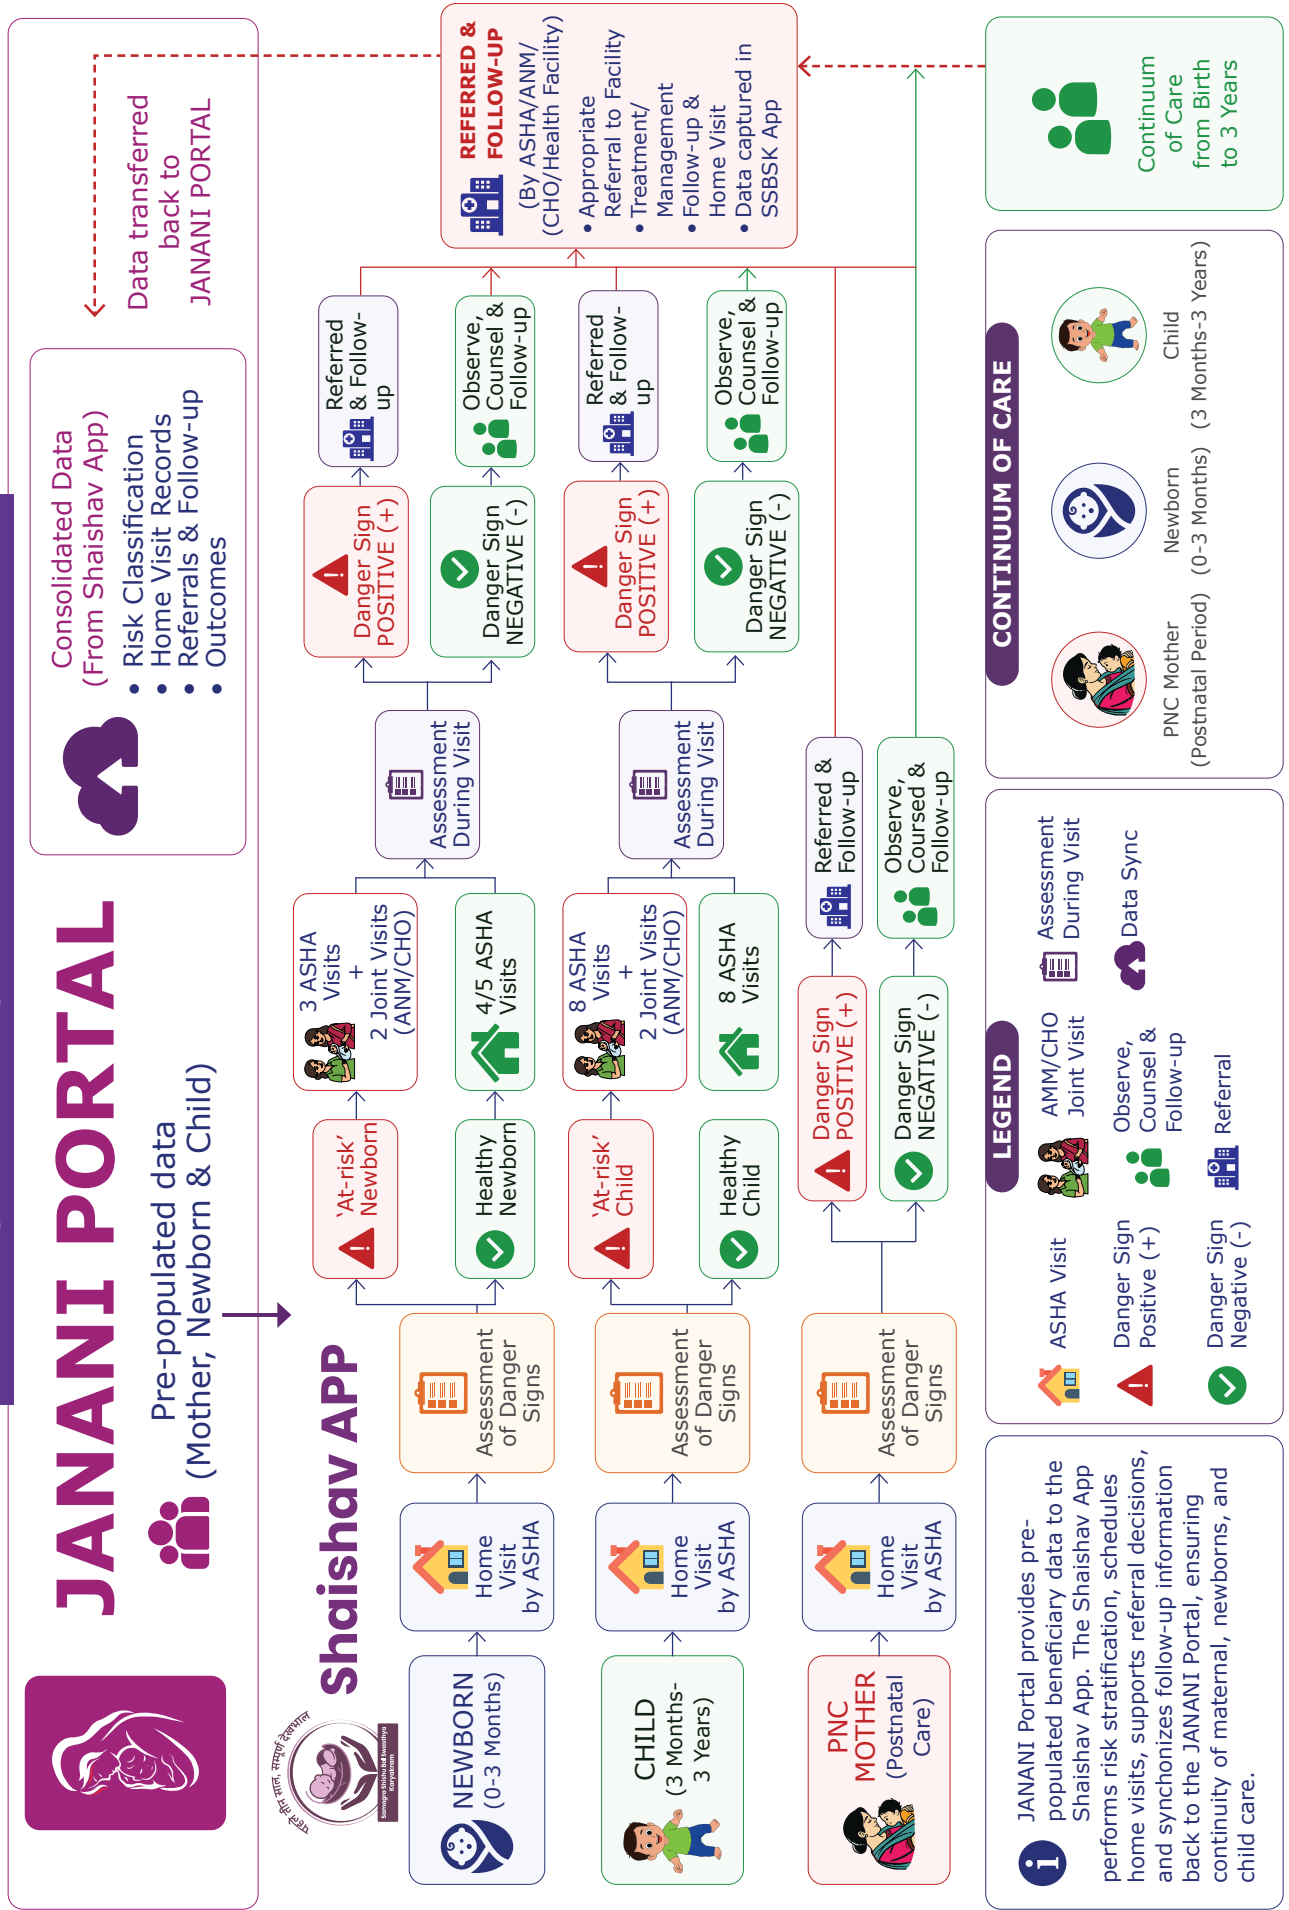 JANANI PORTAL
Pre-populated data
(Mother, Newborn & Child)
Consolidated Data
(From Shaishav App)
• Risk Classification
• Home Visit Records
• Referrals & Follow-up
• Outcomes
Data transferred
back to
JANANI PORTAL
पहले तीन साल, सम्पूर्ण देखभाल
Samagra Shishu Bal Swasthya
Karyakram
Shaishav APP
NEWBORN
(0-3 Months)
Home
Visit
by ASHA
Assessment
of Danger
Signs
'At-risk'
Newborn
3 ASHA
Visits
+
2 Joint Visits
(ANM/CHO)
Healthy
Newborn
4/5 ASHA
Visits
Assessment
During Visit
Danger Sign
POSITIVE (+)
Referred
& Follow-
up
Danger Sign
NEGATIVE (-)
Observe,
Counsel &
Follow-up
CHILD
(3 Months-
3 Years)
Home
Visit
by ASHA
Assessment
of Danger
Signs
'At-risk'
Child
8 ASHA
Visits
+
2 Joint Visits
(ANM/CHO)
Healthy
Child
8 ASHA
Visits
Assessment
During Visit
Danger Sign
POSITIVE (+)
Referred
& Follow-
up
Danger Sign
NEGATIVE (-)
Observe,
Counsel &
Follow-up
PNC
MOTHER
(Postnatal
Care)
Home
Visit
by ASHA
Assessment
of Danger
Signs
Danger Sign
POSITIVE (+)
Referred &
Follow-up
Danger Sign
NEGATIVE (-)
Observe,
Coursed &
Follow-up
REFERRED &
FOLLOW-UP
(By ASHA/ANM/
(CHO/Health Facility)
• Appropriate
Referral to Facility
• Treatment/
Management
• Follow-up &
Home Visit
• Data captured in
SSBSK App
i
JANANI Portal provides pre-
populated beneficiary data to the
Shaishav App. The Shaishav App
performs risk stratification, schedules
home visits, supports referral decisions,
and synchonizes follow-up information
back to the JANANI Portal, ensuring
continuity of maternal, newborns, and
child care.
LEGEND
ASHA Visit
AMM/CHO
Joint Visit
Assessment
During Visit
Danger Sign
Positive (+)
Observe,
Counsel &
Follow-up
Data Sync
Danger Sign
Negative (-)
Referral
CONTINUUM OF CARE
PNC Mother
(Postnatal Period)
Newborn
(0-3 Months)
Child
(3 Months-3 Years)
Continuum
of Care
from Birth
to 3 Years